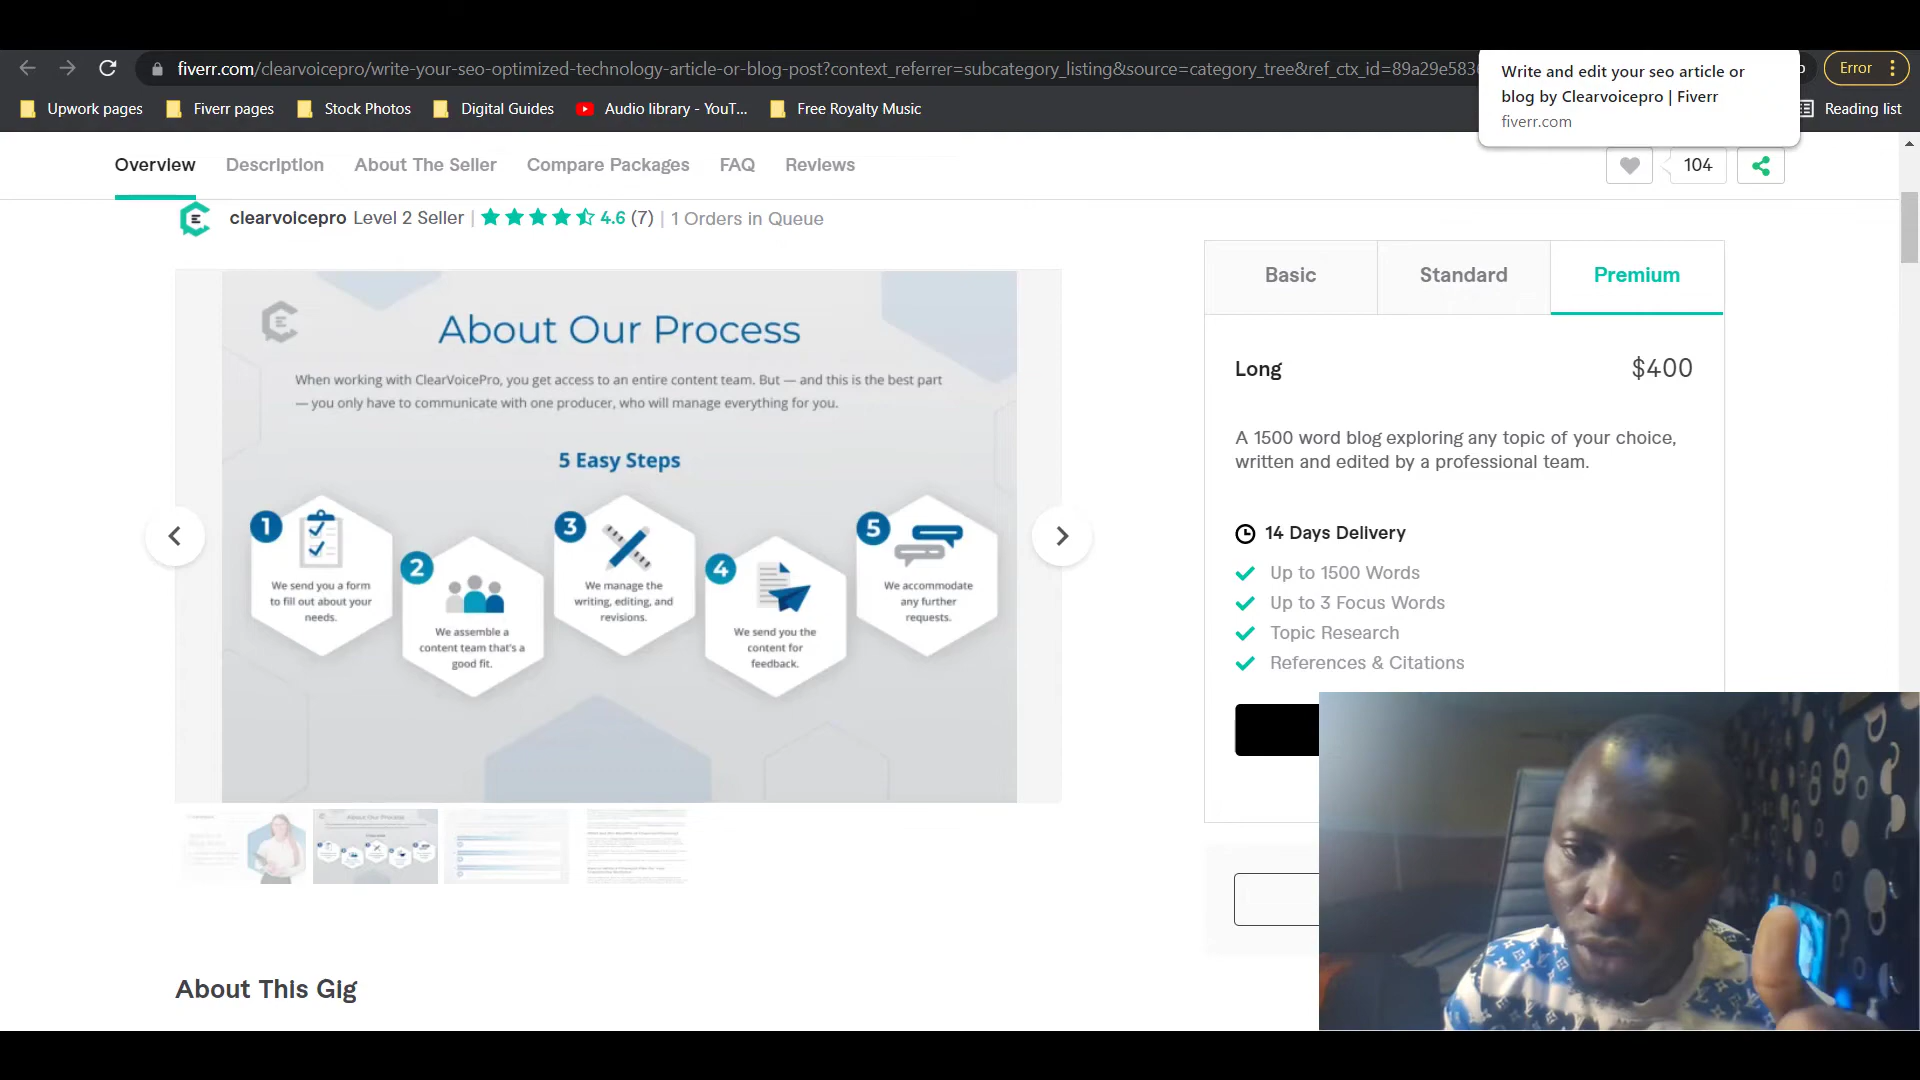 fiverr.com/clearvoicepro/write-your-seo-optimized-technology-article-or-blog-post?context_referrer=subcategory_listing&source=category_tree&ref_ctx_id=89a29e583
Write and edit your seo article or
blog by Clearvoicepro | Fiverr
fiverr.com
Error
Upwork pages
Fiverr pages
Stock Photos
Digital Guides
Audio library - YouT...
Free Royalty Music
Reading list
Overview
Description
About The Seller
Compare Packages
FAQ
Reviews
104
clearvoicepro Level 2 Seller | 4.6 (7) | 1 Orders in Queue
About Our Process
When working with ClearVoicePro, you get access to an entire content team. But — and this is the best part
— you only have to communicate with one producer, who will manage everything for you.
5 Easy Steps
1
We send you a form
to fill out about your
needs.
2
We assemble a
content team that's a
good fit.
3
We manage the
writing, editing, and
revisions.
4
We send you the
content for
feedback.
5
We accommodate
any further
requests.
Basic
Standard
Premium
Long
$400
A 1500 word blog exploring any topic of your choice,
written and edited by a professional team.
14 Days Delivery
Up to 1500 Words
Up to 3 Focus Words
Topic Research
References & Citations
About Our Process
About This Gig